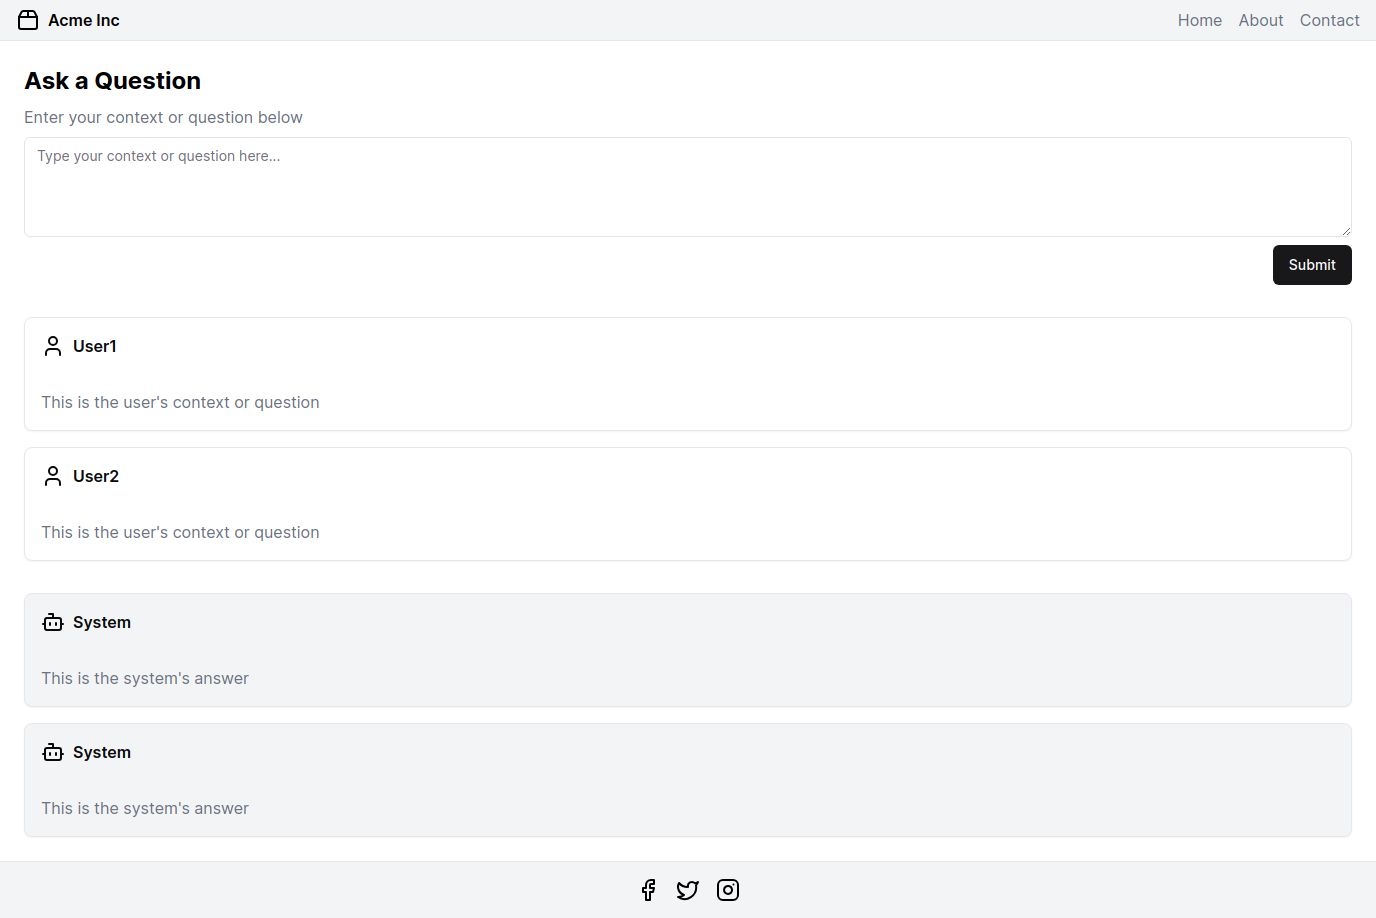 Acme Inc
Home About Contact
Ask a Question
Enter your context or question below
Type your context or question here...
Submit
User1
This is the user's context or question
User2
This is the user's context or question
System
This is the system's answer
System
This is the system's answer